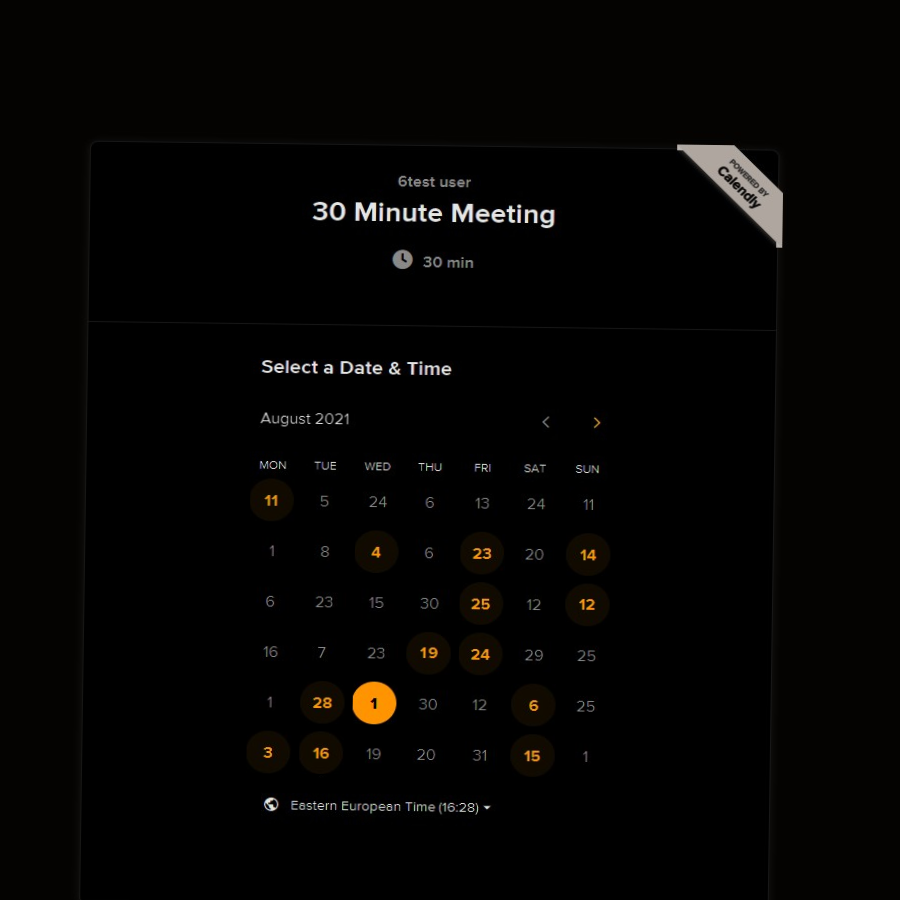 POWERED BY
Calendly
6test user
30 Minute Meeting
30 min
Select a Date & Time
August 2021
MON TUE WED THU FRI SAT SUN
11 5 24 6 13 24 11
1 8 4 6 23 20 14
6 23 15 30 25 12 12
16 7 23 19 24 29 25
1 28 1 30 12 6 25
3 16 19 20 31 15 1
Eastern European Time (16:28)